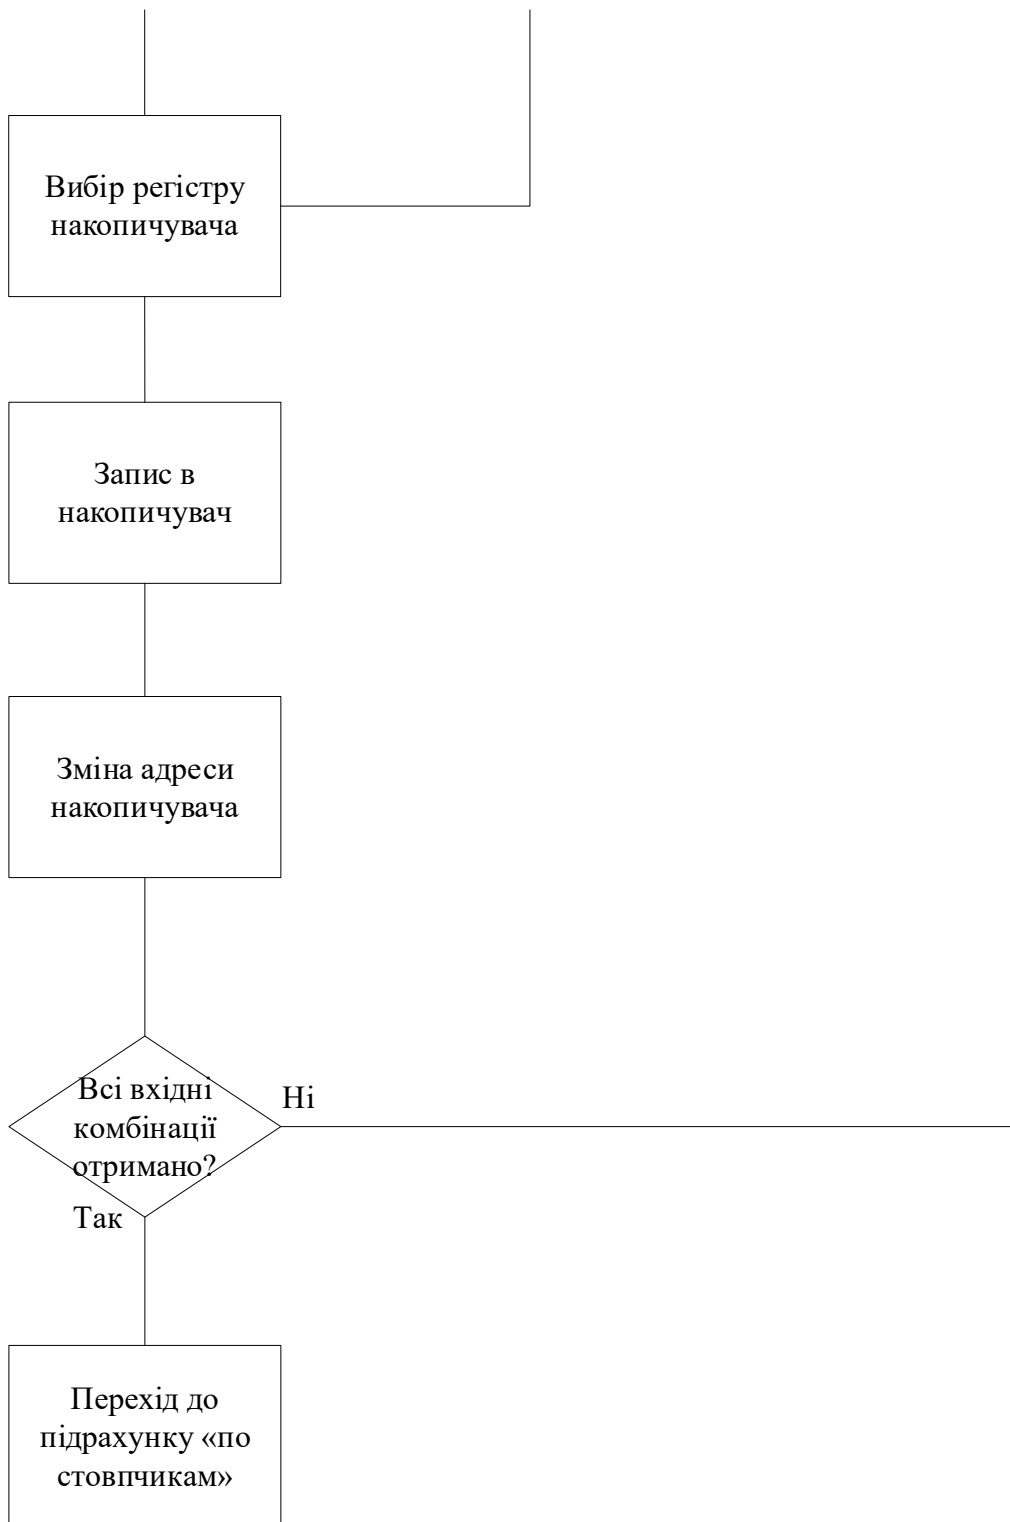 Вибір регістру
накопичувача
Запис в
накопичувач
Зміна адреси
накопичувача
Всі вхідні
комбінації
отримано?
Ні
Так
Перехід до
підрахунку «по
стовпчикам»